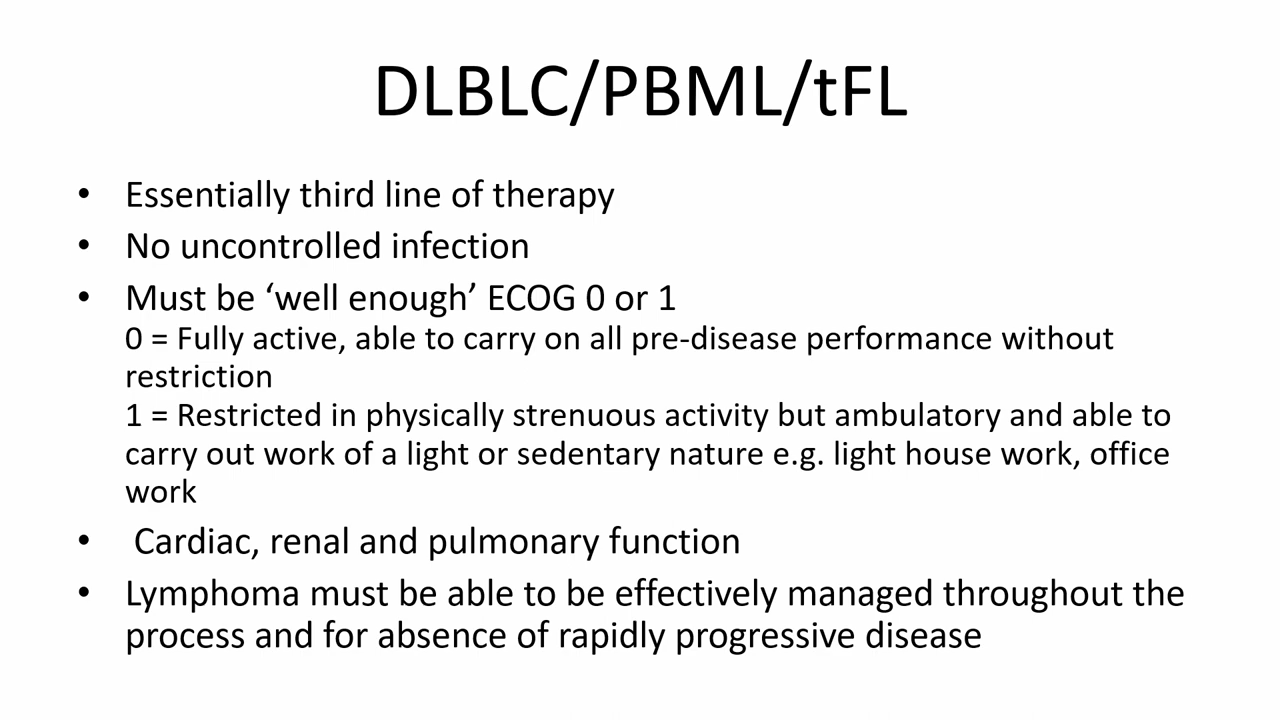 DLBLC/PBML/tFL
• Essentially third line of therapy
• No uncontrolled infection
• Must be ‘well enough’ ECOG 0 or 1
0 = Fully active, able to carry on all pre-disease performance without
restriction
1 = Restricted in physically strenuous activity but ambulatory and able to
carry out work of a light or sedentary nature e.g. light house work, office
work
• Cardiac, renal and pulmonary function
• Lymphoma must be able to be effectively managed throughout the
process and for absence of rapidly progressive disease